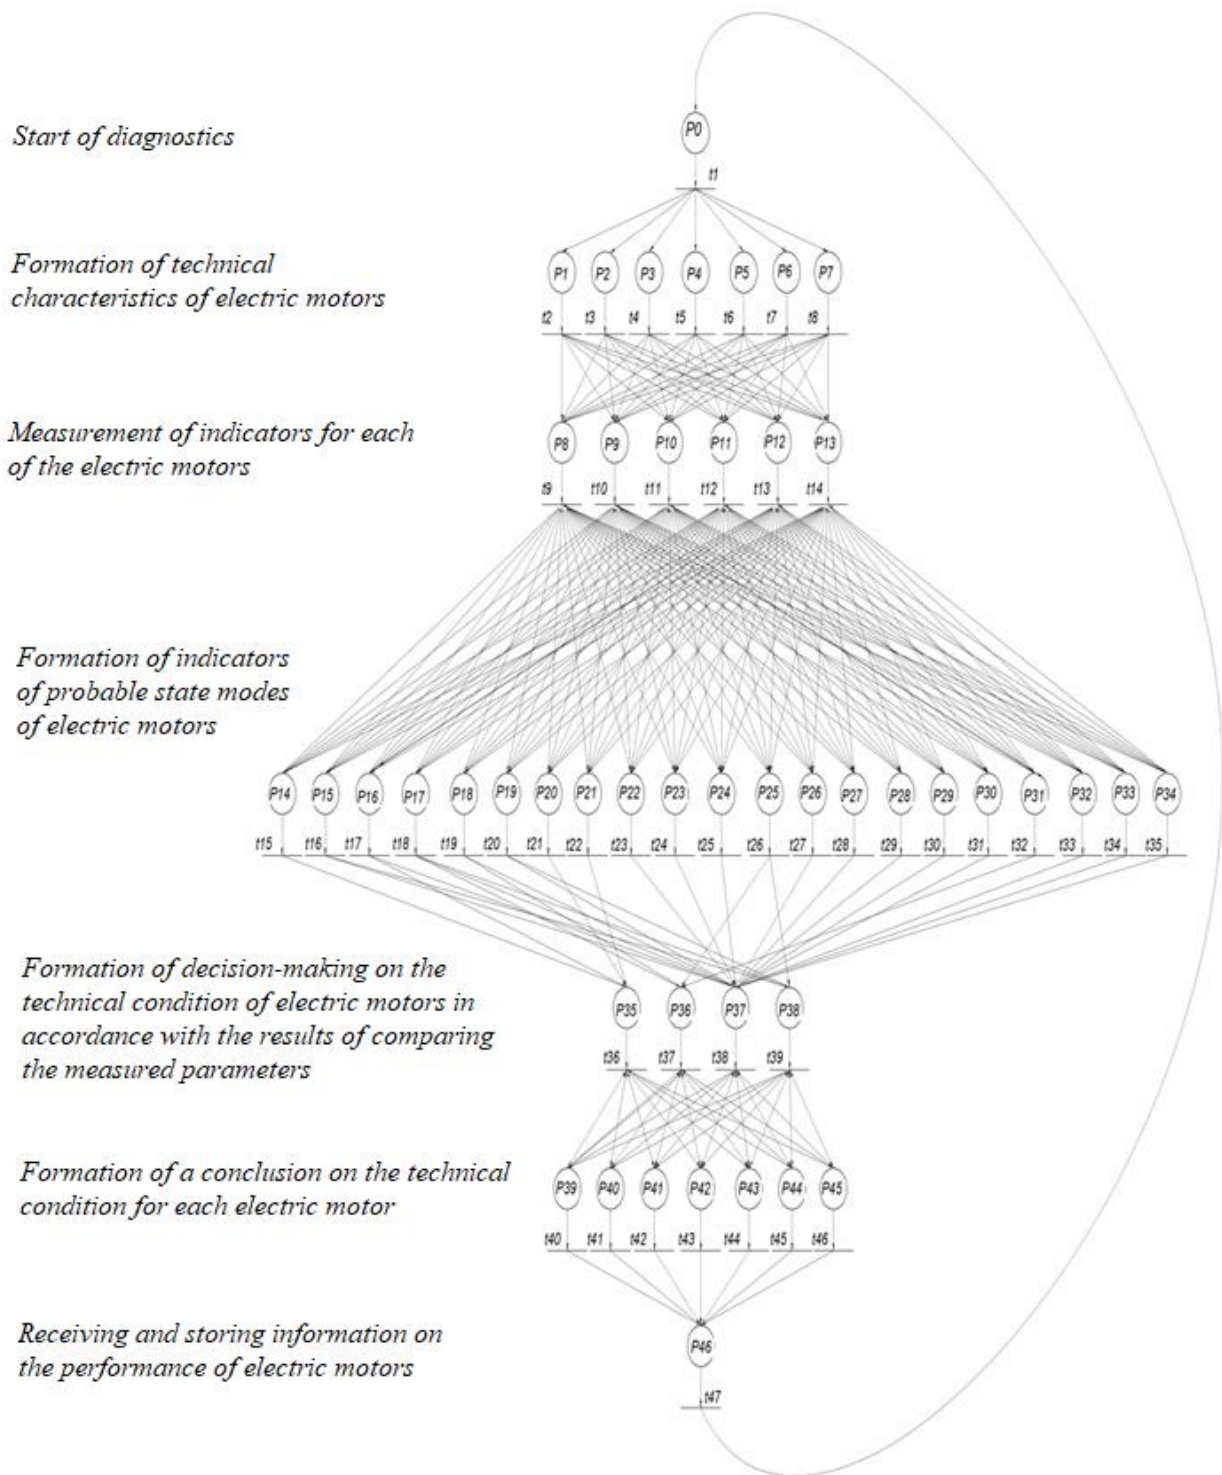 P0
Start of diagnostics
t1
Formation of technical
characteristics of electric motors
P1 P2 P3 P4 P5 P6 P7
t2 t3 t4 t5 t6 t7 t8
Measurement of indicators for each
of the electric motors
P8 P9 P10 P11 P12 P13
t9 t10 t11 t12 t13 t14
Formation of indicators
of probable state modes
of electric motors
P14 P15 P16 P17 P18 P19 P20 P21 P22 P23 P24 P25 P26 P27 P28 P29 P30 P31 P32 P33 P34
t15 t16 t17 t18 t19 t20 t21 t22 t23 t24 t25 t26 t27 t28 t29 t30 t31 t32 t33 t34 t35
Formation of decision-making on the
technical condition of electric motors in
accordance with the results of comparing
the measured parameters
P35 P36 P37 P38
t36 t37 t38 t39
Formation of a conclusion on the technical
condition for each electric motor
P39 P40 P41 P42 P43 P44 P45
t40 t41 t42 t43 t44 t45 t46
Receiving and storing information on
the performance of electric motors
P46
t47